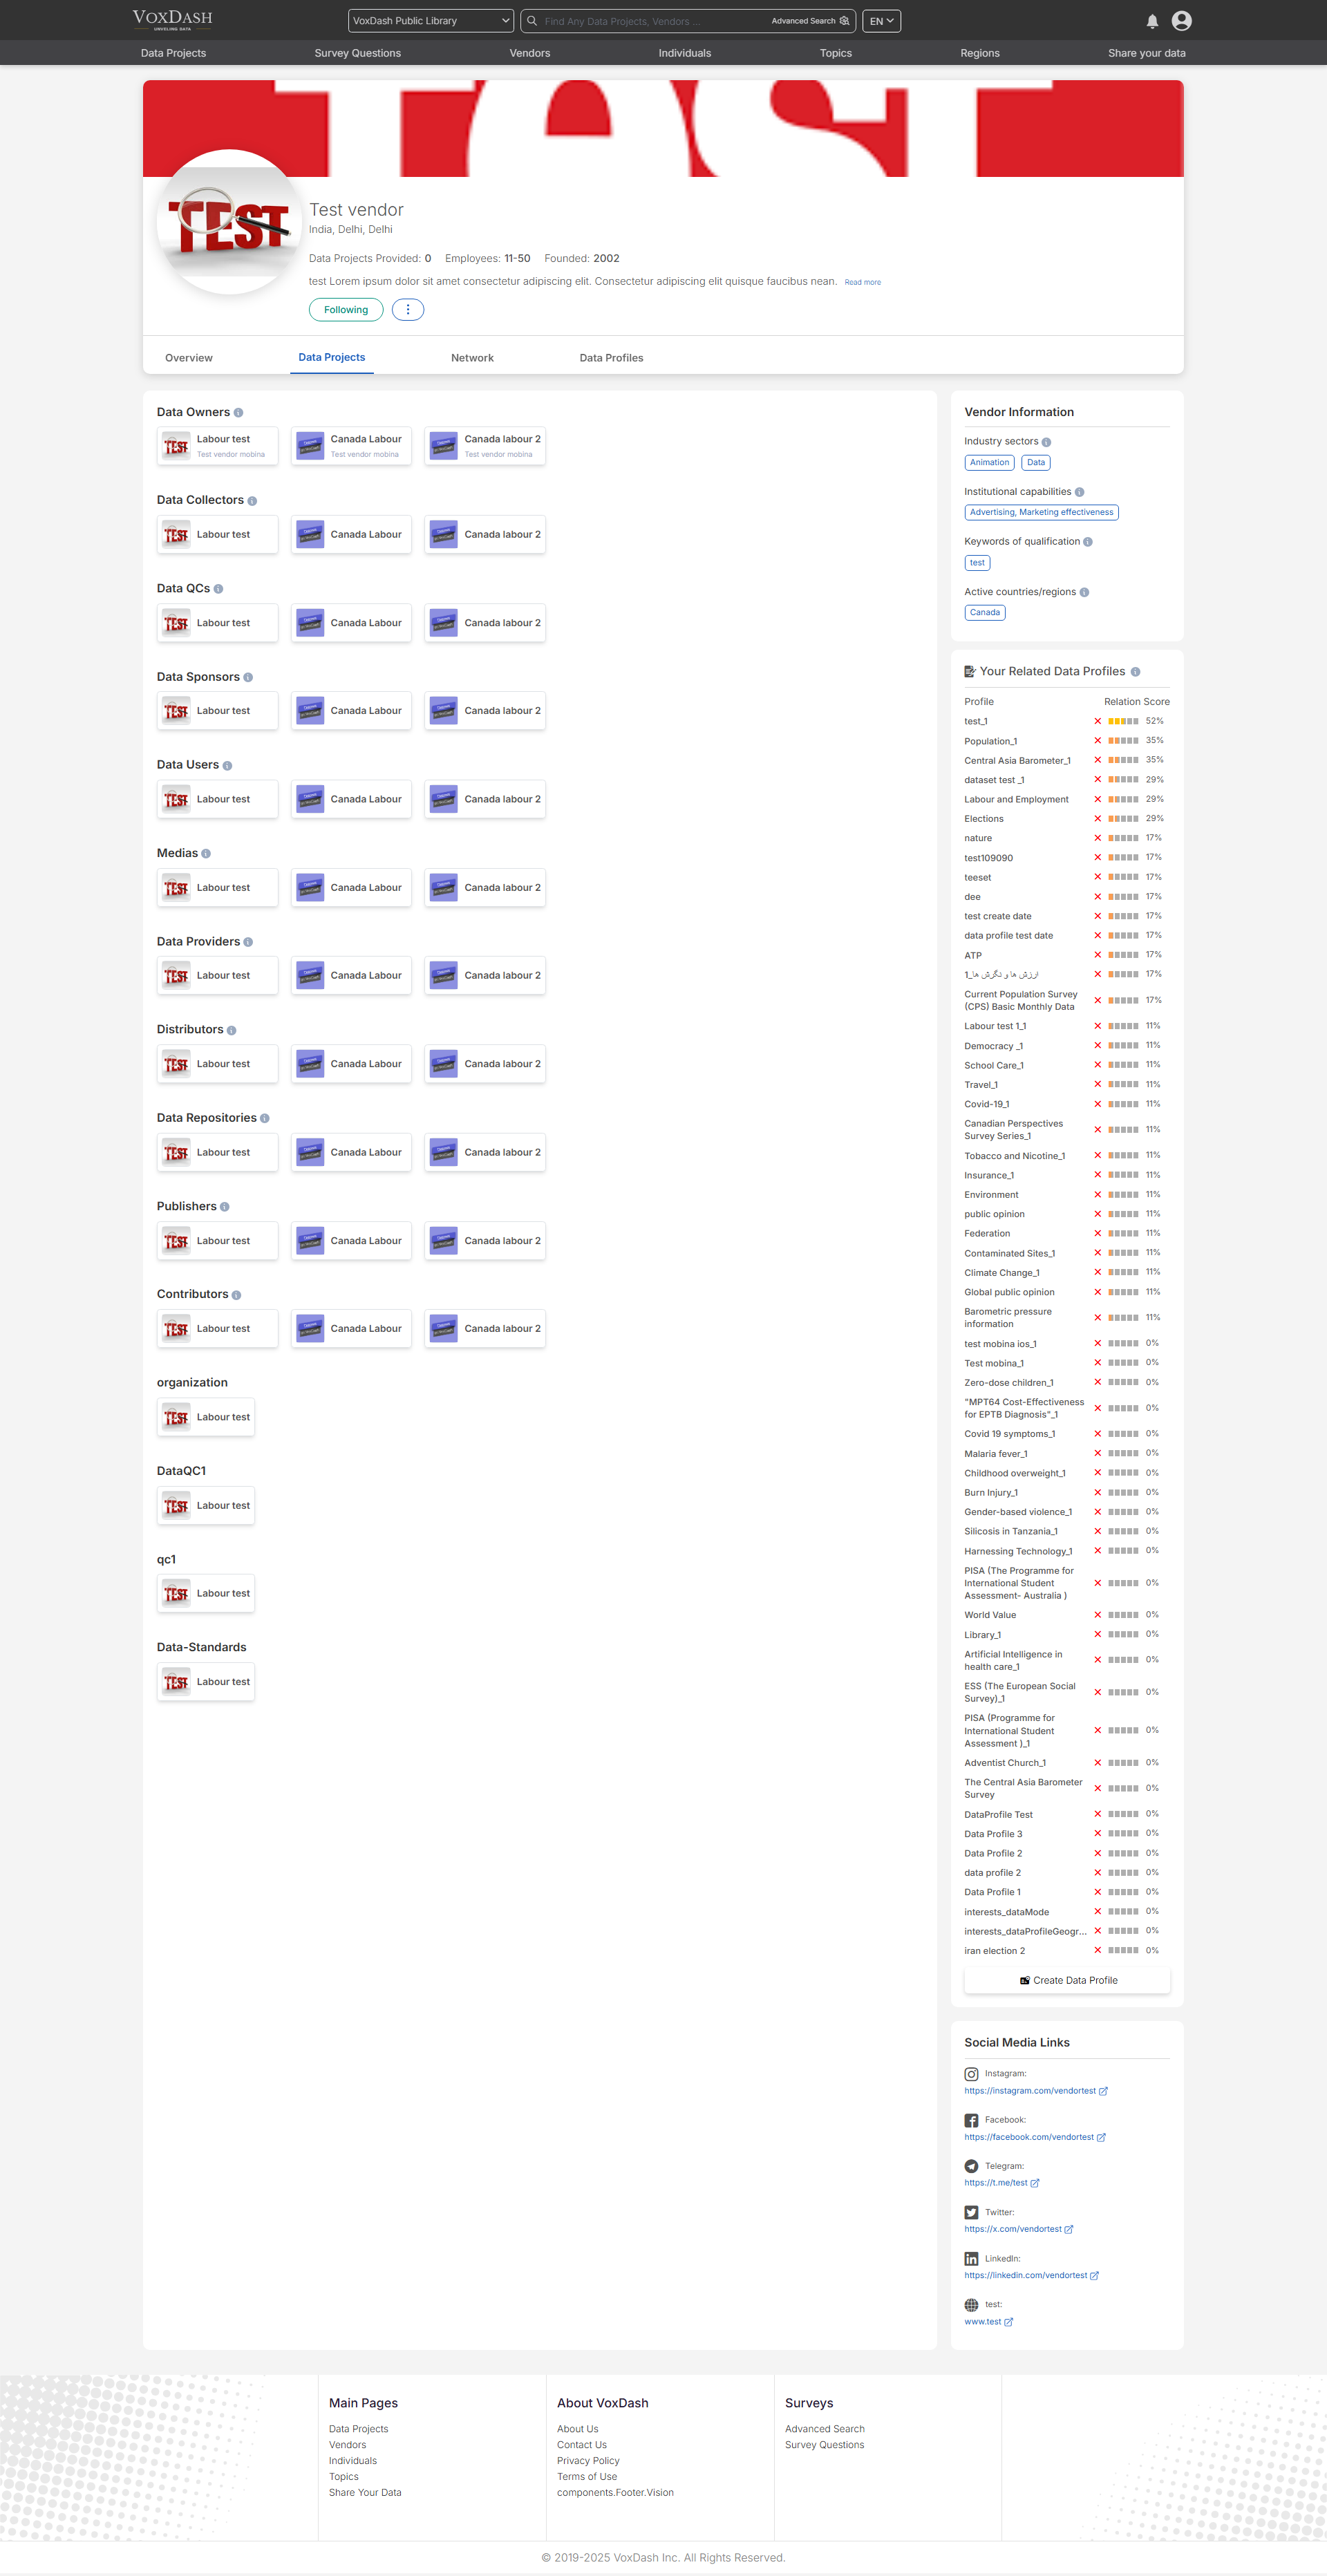 VOXDASH
UNVEILING DATA
VoxDash Public Library
Find Any Data Projects, Vendors ...
Advanced Search
EN
Data Projects
Survey Questions
Vendors
Individuals
Topics
Regions
Share your data
TEST
TEST
Test vendor
India, Delhi, Delhi
Data Projects Provided: 0 Employees: 11-50 Founded: 2002
test Lorem ipsum dolor sit amet consectetur adipiscing elit. Consectetur adipiscing elit quisque faucibus nean. Read more
Following
Overview
Data Projects
Network
Data Profiles
Data Owners
TEST
Labour test
Test vendor mobina
Canada Labour
Test vendor mobina
Canada labour 2
Test vendor mobina
Data Collectors
TEST
Labour test
Canada Labour
Canada labour 2
Data QCs
TEST
Labour test
Canada Labour
Canada labour 2
Data Sponsors
TEST
Labour test
Canada Labour
Canada labour 2
Data Users
TEST
Labour test
Canada Labour
Canada labour 2
Medias
TEST
Labour test
Canada Labour
Canada labour 2
Data Providers
TEST
Labour test
Canada Labour
Canada labour 2
Distributors
TEST
Labour test
Canada Labour
Canada labour 2
Data Repositories
TEST
Labour test
Canada Labour
Canada labour 2
Publishers
TEST
Labour test
Canada Labour
Canada labour 2
Contributors
TEST
Labour test
Canada Labour
Canada labour 2
organization
TEST
Labour test
DataQC1
TEST
Labour test
qc1
TEST
Labour test
Data-Standards
TEST
Labour test
Vendor Information
Industry sectors
Animation
Data
Institutional capabilities
Advertising, Marketing effectiveness
Keywords of qualification
test
Active countries/regions
Canada
Your Related Data Profiles
Profile Relation Score
test_1 52%
Population_1 35%
Central Asia Barometer_1 35%
dataset test _1 29%
Labour and Employment 29%
Elections 29%
nature 17%
test109090 17%
teeset 17%
dee 17%
test create date 17%
data profile test date 17%
ATP 17%
ارزش ها و نگرش ها_1 17%
Current Population Survey
(CPS) Basic Monthly Data 17%
Labour test 1_1 11%
Democracy _1 11%
School Care_1 11%
Travel_1 11%
Covid-19_1 11%
Canadian Perspectives
Survey Series_1 11%
Tobacco and Nicotine_1 11%
Insurance_1 11%
Environment 11%
public opinion 11%
Federation 11%
Contaminated Sites_1 11%
Climate Change_1 11%
Global public opinion 11%
Barometric pressure
information 11%
test mobina ios_1 0%
Test mobina_1 0%
Zero-dose children_1 0%
"MPT64 Cost-Effectiveness
for EPTB Diagnosis"_1 0%
Covid 19 symptoms_1 0%
Malaria fever_1 0%
Childhood overweight_1 0%
Burn Injury_1 0%
Gender-based violence_1 0%
Silicosis in Tanzania_1 0%
Harnessing Technology_1 0%
PISA (The Programme for
International Student
Assessment- Australia ) 0%
World Value 0%
Library_1 0%
Artificial Intelligence in
health care_1 0%
ESS (The European Social
Survey)_1 0%
PISA (Programme for
International Student
Assessment )_1 0%
Adventist Church_1 0%
The Central Asia Barometer
Survey 0%
DataProfile Test 0%
Data Profile 3 0%
Data Profile 2 0%
data profile 2 0%
Data Profile 1 0%
interests_dataMode 0%
interests_dataProfileGeogr... 0%
iran election 2 0%
Create Data Profile
Social Media Links
Instagram:
https://instagram.com/vendortest
Facebook:
https://facebook.com/vendortest
Telegram:
https://t.me/test
Twitter:
https://x.com/vendortest
LinkedIn:
https://linkedin.com/vendortest
test:
www.test
Main Pages
Data Projects
Vendors
Individuals
Topics
Share Your Data
About VoxDash
About Us
Contact Us
Privacy Policy
Terms of Use
components.Footer.Vision
Surveys
Advanced Search
Survey Questions
© 2019-2025 VoxDash Inc. All Rights Reserved.